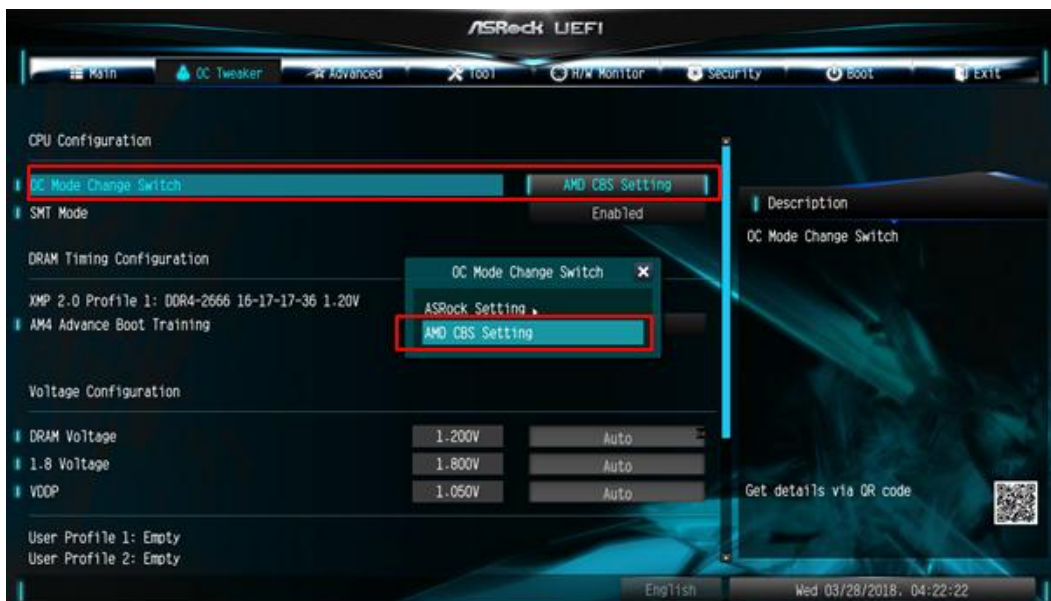 ASRock UEFI
Main OC Tweaker Advanced Tool H/W Monitor Security Boot Exit
CPU Configuration
OC Mode Change Switch AMD CBS Setting
SMT Mode Enabled
Description
OC Mode Change Switch
DRAM Timing Configuration
OC Mode Change Switch
XMP 2.0 Profile 1: DDR4-2666 16-17-17-36 1.20V
ASRock Setting
AM4 Advance Boot Training
AMD CBS Setting
Voltage Configuration
DRAM Voltage 1.200V Auto
1.8 Voltage 1.800V Auto
VDDP 1.050V Auto
Get details via QR code
User Profile 1: Empty
User Profile 2: Empty
English Wed 03/28/2018. 04:22:22